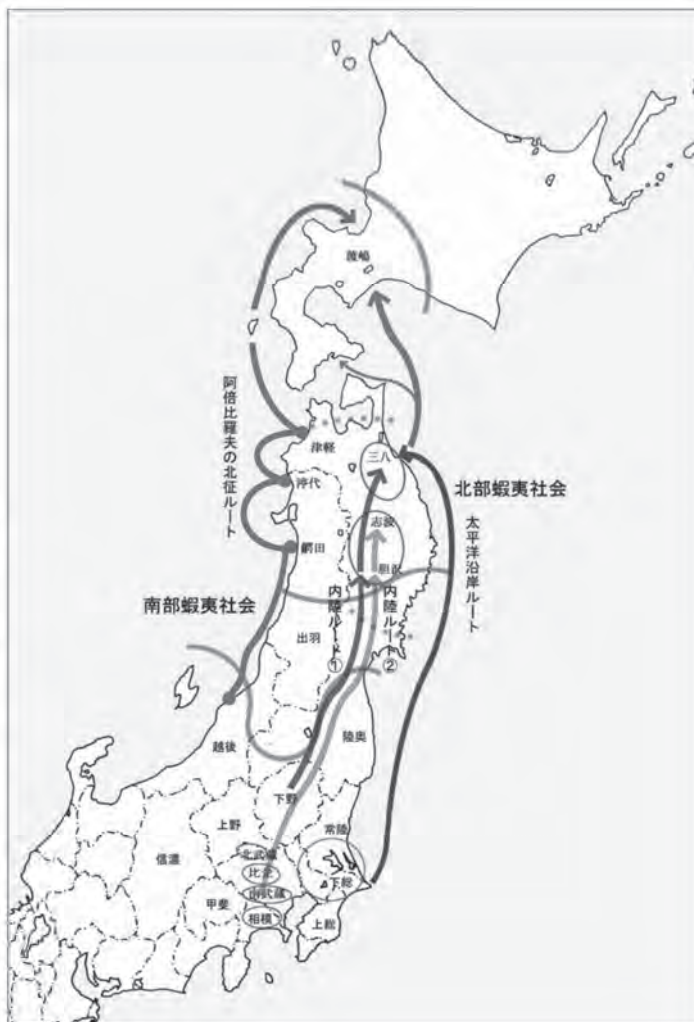 渡嶋
阿倍比羅夫の北征ルート
津軽
三八
渟代
北部蝦夷社会
志波
太平洋沿岸ルート
齶田
胆沢
南部蝦夷社会
内陸ルート①
内陸ルート②
出羽
越後
陸奥
下野
上野
常陸
信濃
北武蔵
比企
下総
南武蔵
甲斐
相模
上総